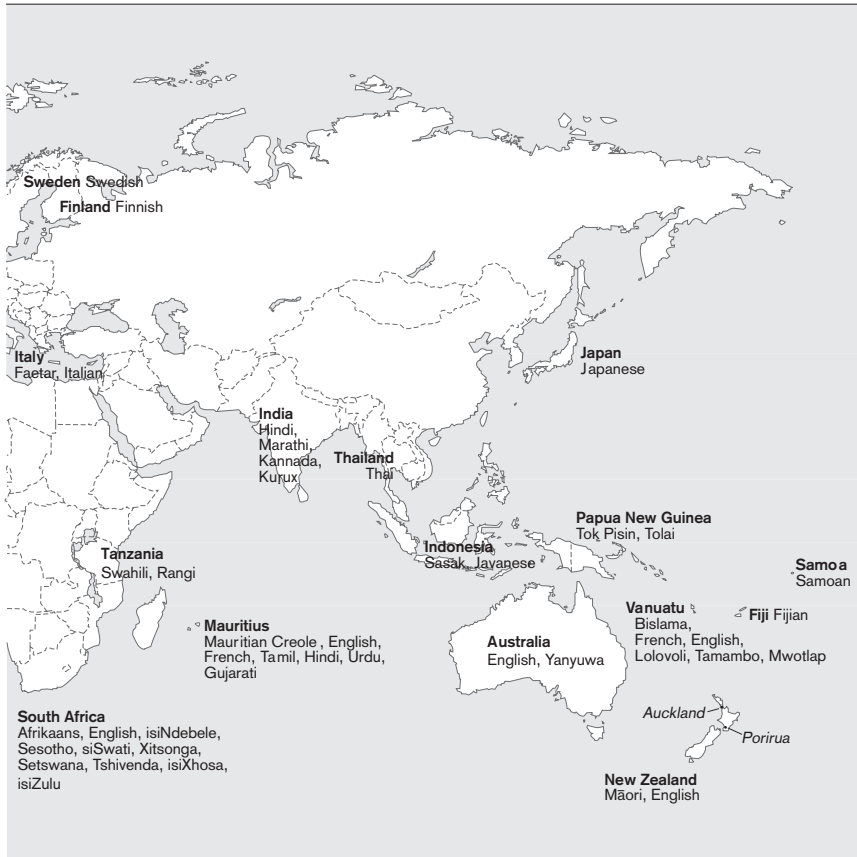 Sweden Swedish
Finland Finnish
Italy
Faetar, Italian
Japan
Japanese
India
Hindi,
Marathi,
Kannada,
Kurux
Thailand
Thai
Papua New Guinea
Tok Pisin, Tolai
Indonesia
Sasak, Javanese
Tanzania
Swahili, Rangi
Samoa
Samoan
Mauritius
Mauritian Creole, English,
French, Tamil, Hindi, Urdu,
Gujarati
Australia
English, Yanyuwa
Vanuatu
Bislama,
French, English,
Lolovoli, Tamambo, Mwotlap
Fiji Fijian
South Africa
Afrikaans, English, isiNdebele,
Sesotho, siSwati, Xitsonga,
Setswana, Tshivenda, isiXhosa,
isiZulu
Auckland
Porirua
New Zealand
Māori, English